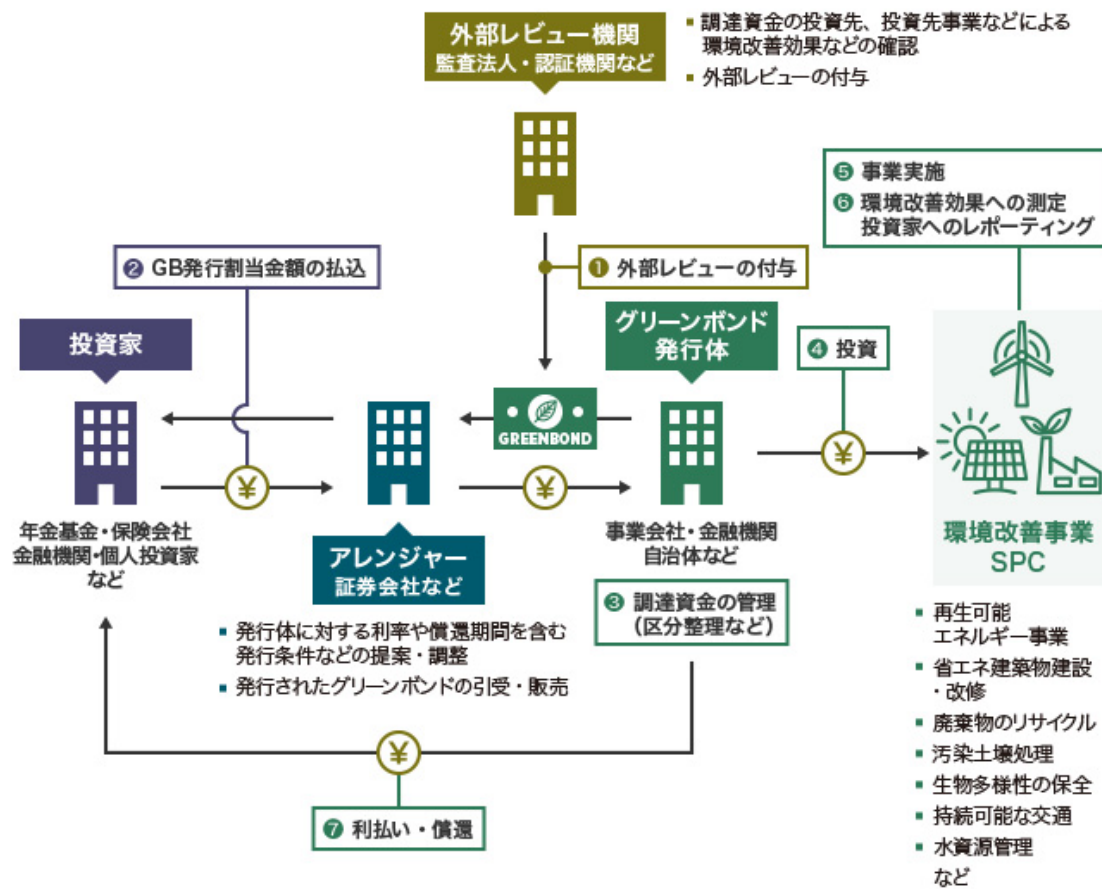 外部レビュー機関
監査法人・認証機関など
▪ 調達資金の投資先、投資先事業などによる
環境改善効果などの確認
▪ 外部レビューの付与
❺ 事業実施
❻ 環境改善効果への測定
投資家へのレポーティング
❷ GB発行割当金額の払込
❶ 外部レビューの付与
投資家
グリーンボンド
発行体
❹ 投資
GREENBOND
¥
¥
¥
年金基金・保険会社
金融機関・個人投資家
など
アレンジャー
証券会社など
事業会社・金融機関
自治体など
環境改善事業
SPC
❸ 調達資金の管理
（区分整理など）
▪ 発行体に対する利率や償還期間を含む
発行条件などの提案・調整
▪ 発行されたグリーンボンドの引受・販売
▪ 再生可能
エネルギー事業
▪ 省エネ建築物建設
・改修
▪ 廃棄物のリサイクル
▪ 汚染土壌処理
▪ 生物多様性の保全
▪ 持続可能な交通
▪ 水資源管理
など
¥
❼ 利払い・償還